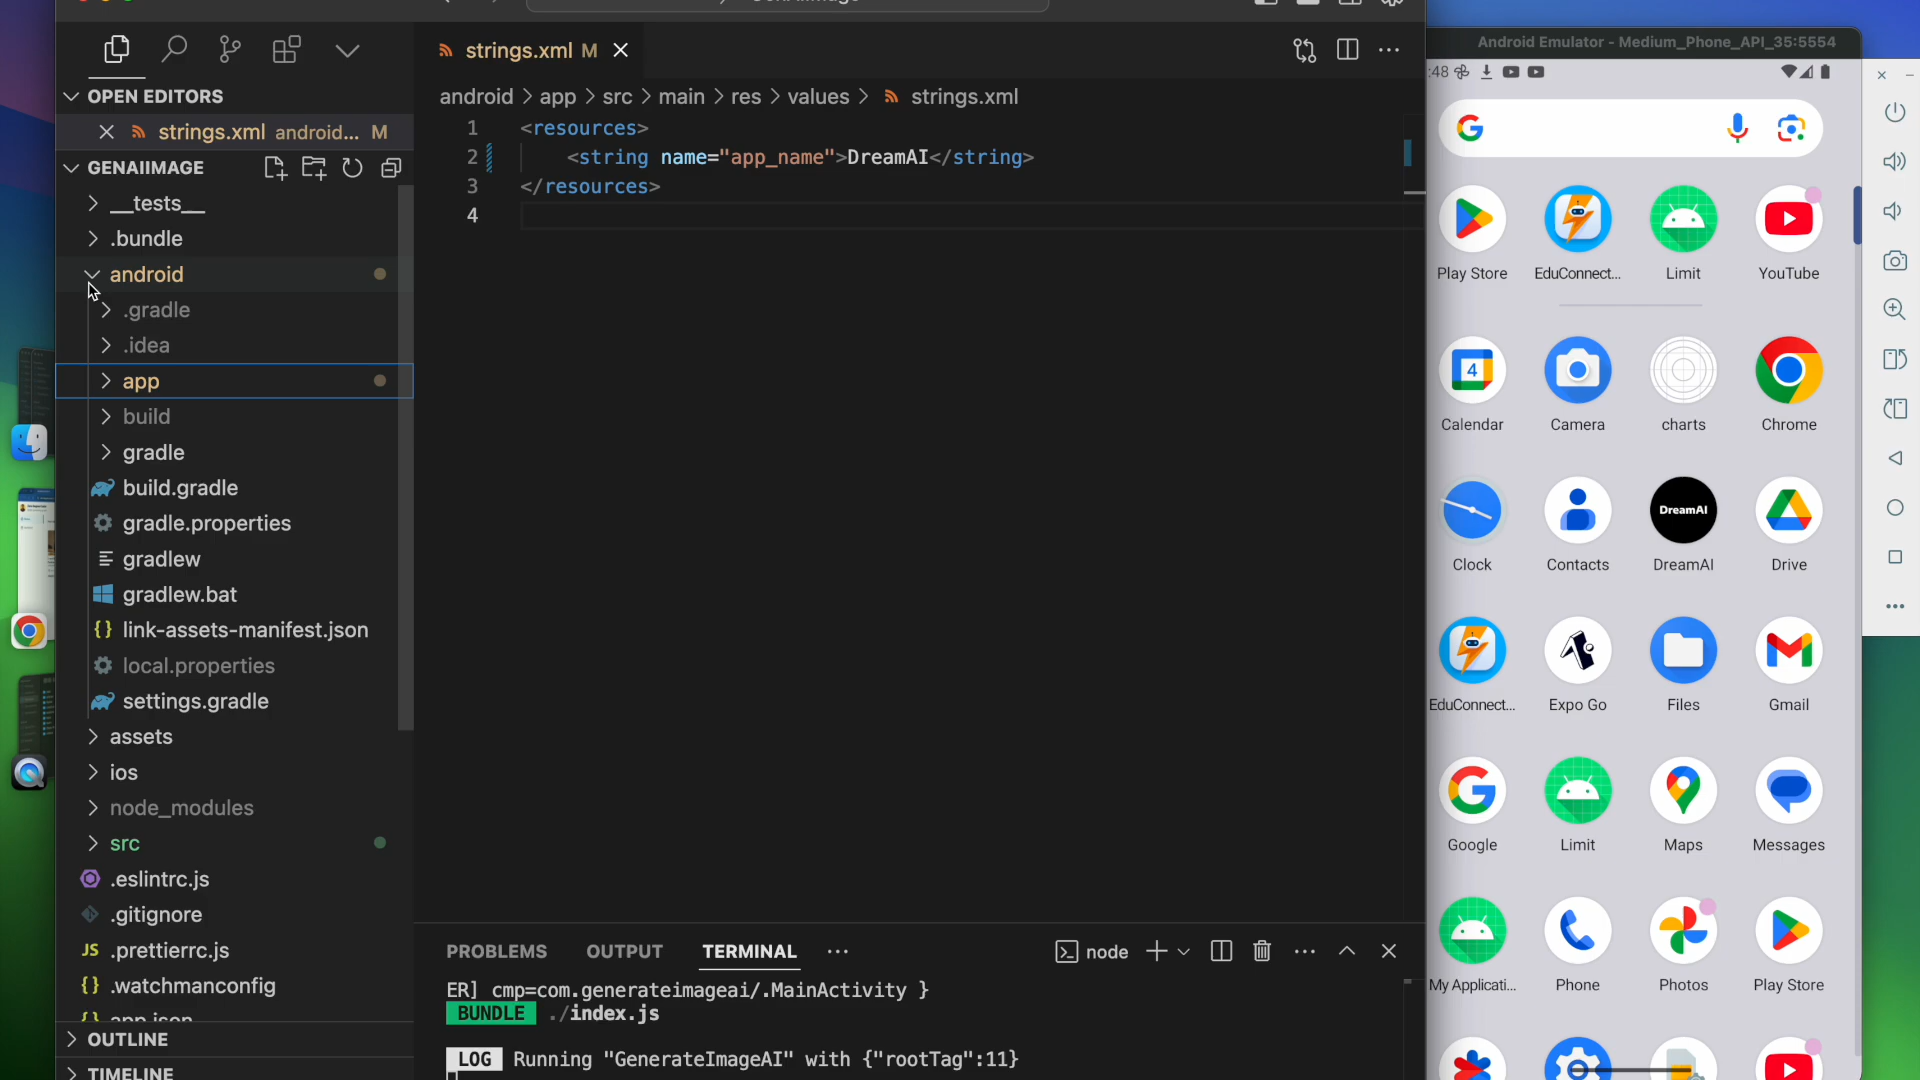 strings.xml M
OPEN EDITORS
strings.xml android... M
GENAIIMAGE
__tests__
.bundle
android
.gradle
.idea
app
build
gradle
build.gradle
gradle.properties
gradlew
gradlew.bat
link-assets-manifest.json
local.properties
settings.gradle
assets
ios
node_modules
src
.eslintrc.js
.gitignore
JS .prettierrc.js
{} .watchmanconfig
{} app.json
OUTLINE
TIMELINE
android > app > src > main > res > values > strings.xml
1 <resources>
2 <string name="app_name">DreamAI</string>
3 </resources>
4
PROBLEMS OUTPUT TERMINAL ... node
ER] cmp=com.generateimageai/.MainActivity }
BUNDLE ./index.js
LOG Running "GenerateImageAI" with {"rootTag":11}
Android Emulator - Medium_Phone_API_35:5554
:48
Play Store EduConnect... Limit YouTube
4
Calendar Camera charts Chrome
DreamAI
Clock Contacts DreamAI Drive
EduConnect... Expo Go Files Gmail
Google Limit Maps Messages
My Applicati... Phone Photos Play Store